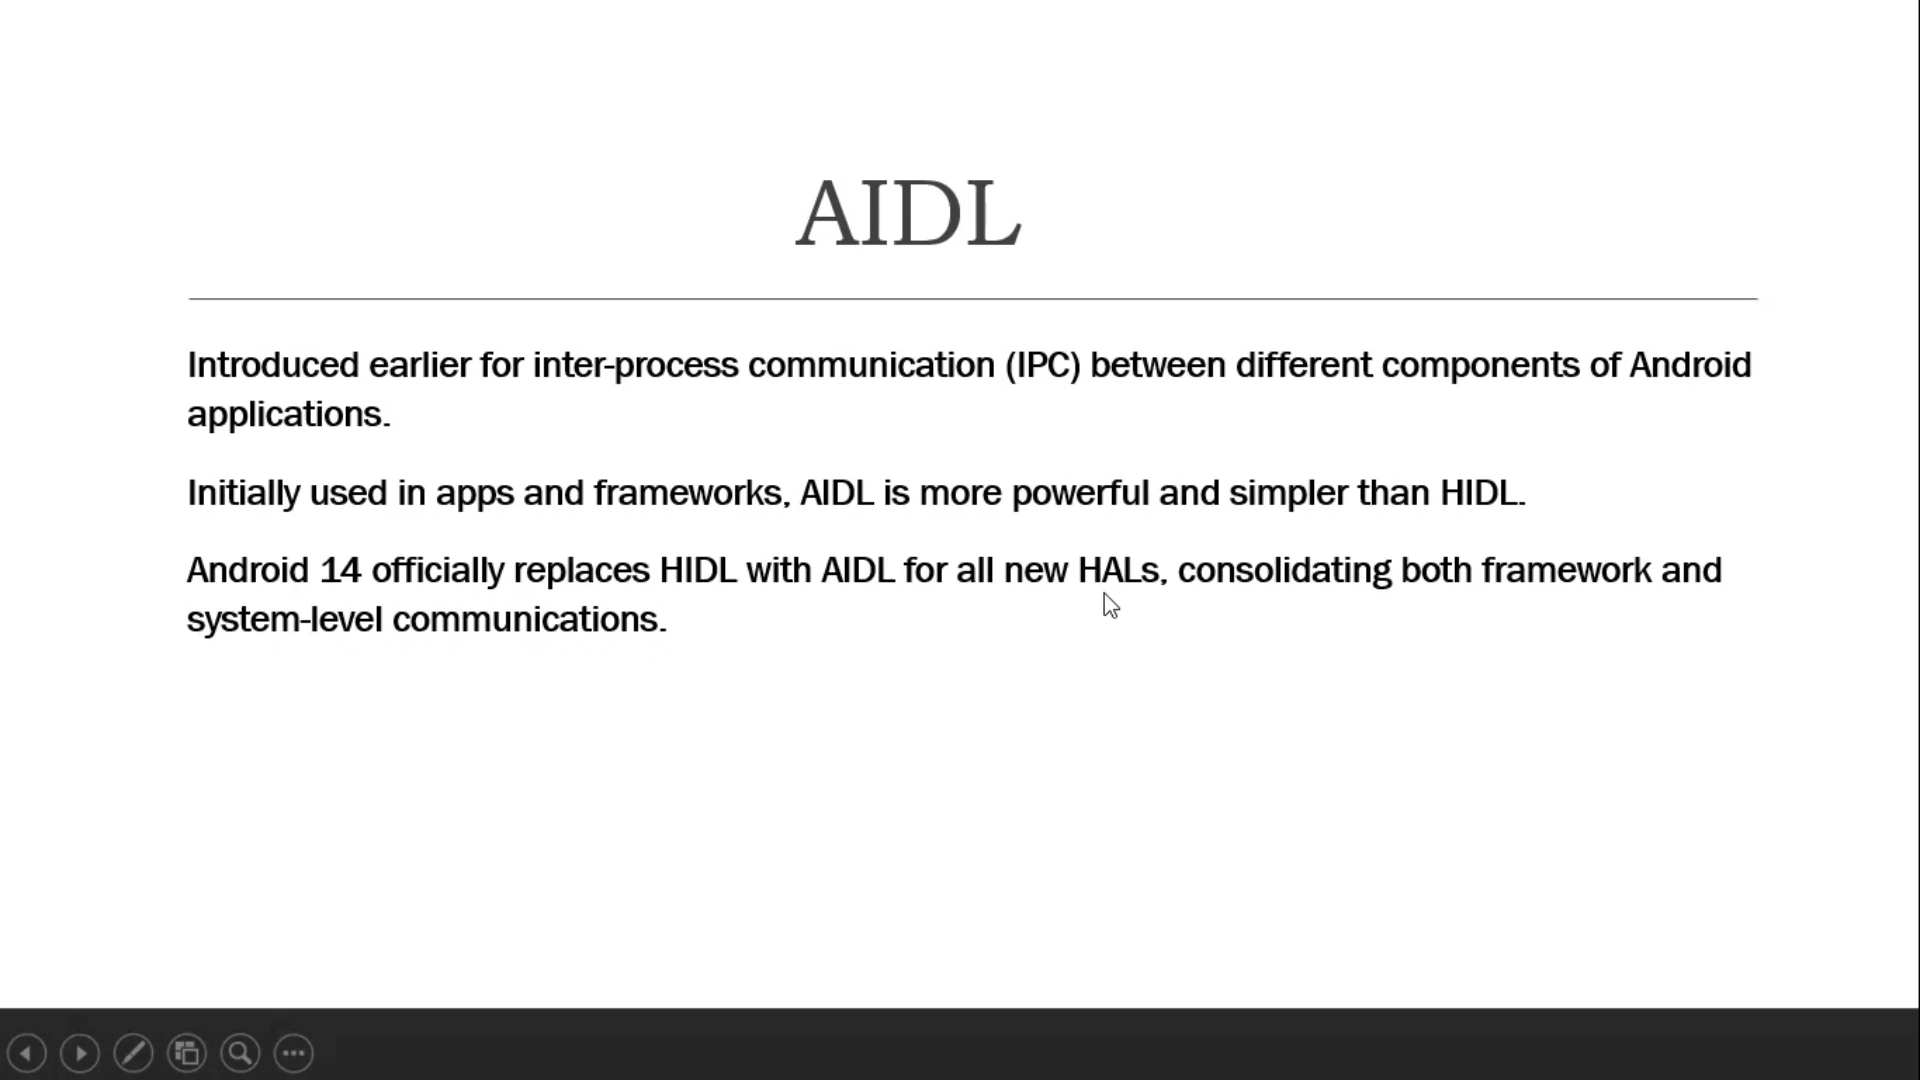 AIDL
Introduced earlier for inter-process communication (IPC) between different components of Android
applications.
Initially used in apps and frameworks, AIDL is more powerful and simpler than HIDL.
Android 14 officially replaces HIDL with AIDL for all new HALs, consolidating both framework and
system-level communications.